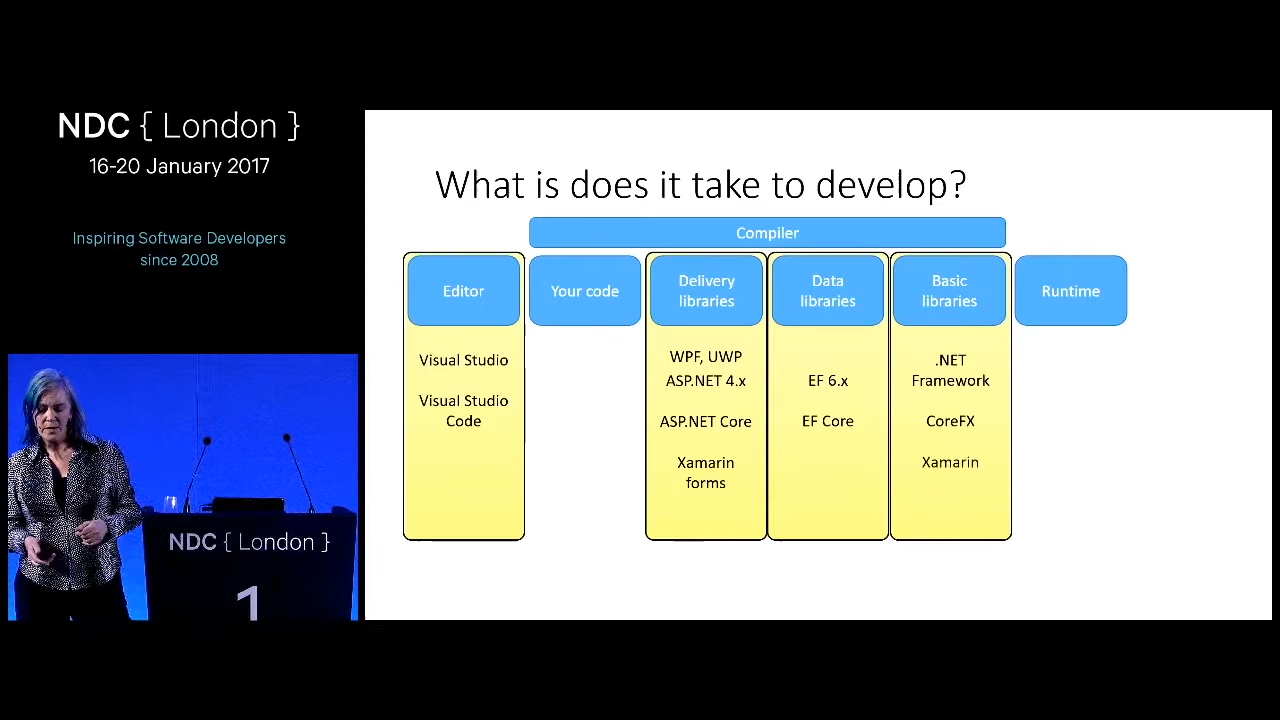 NDC { London }
16-20 January 2017
Inspiring Software Developers
since 2008
NDC { London }
1
What is does it take to develop?
Compiler
Editor
Your code
Delivery
libraries
Data
libraries
Basic
libraries
Runtime
Visual Studio
Visual Studio
Code
WPF, UWP
ASP.NET 4.x
ASP.NET Core
Xamarin
forms
EF 6.x
EF Core
.NET
Framework
CoreFX
Xamarin